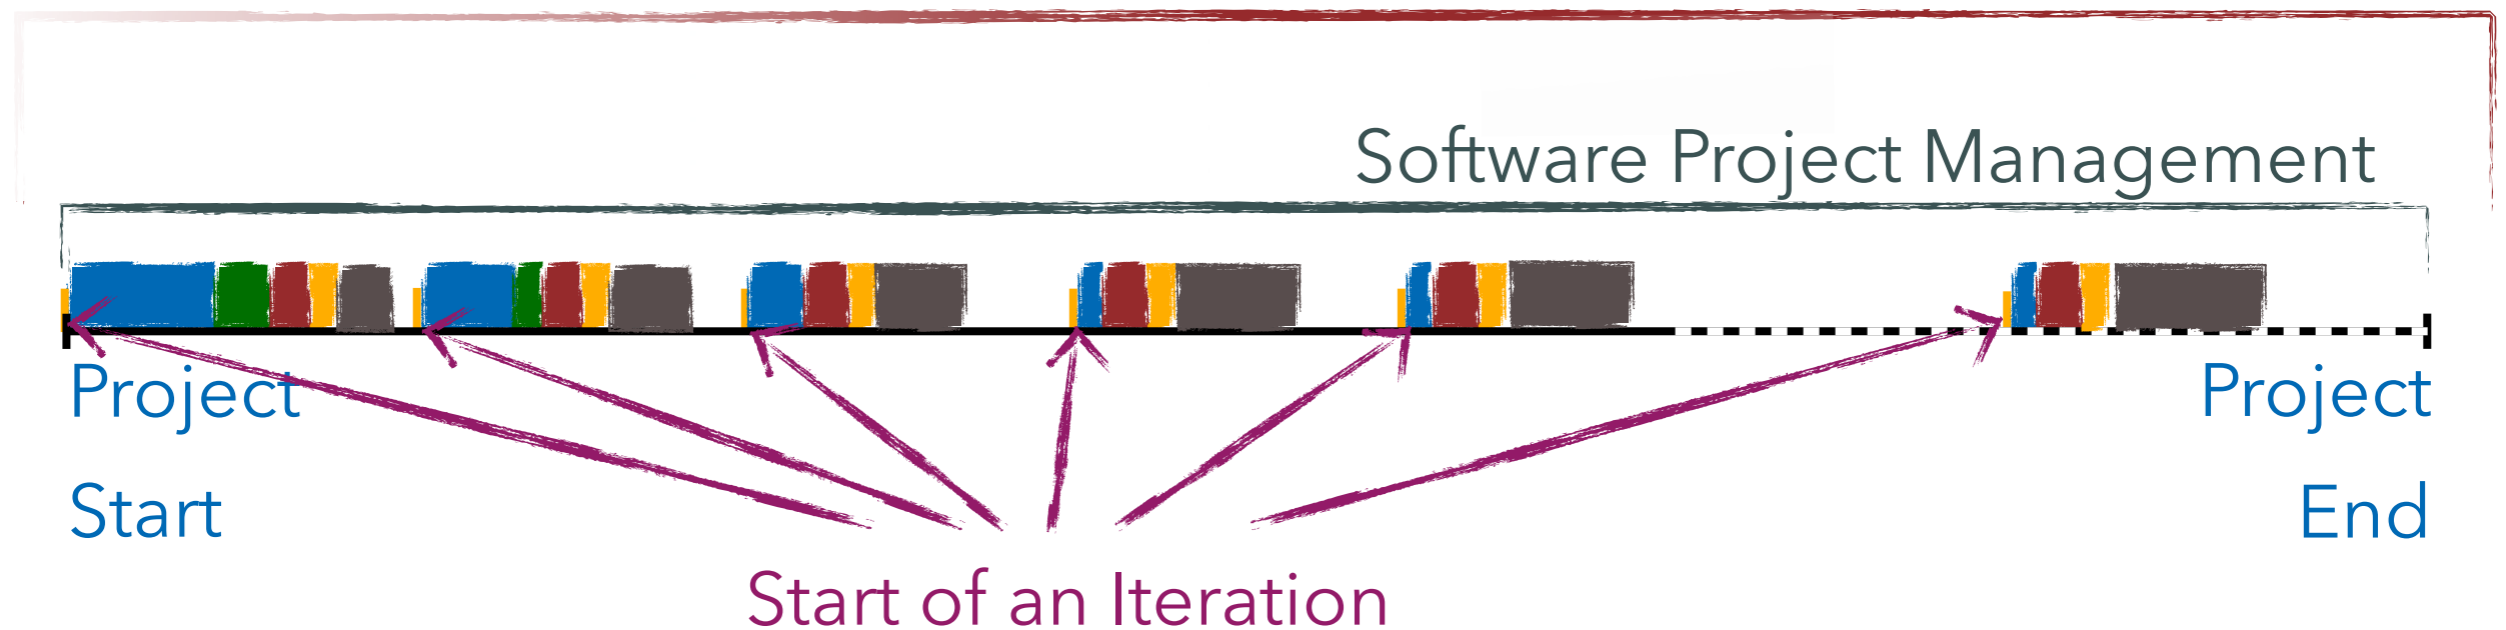 Software Project Management
Project
Start
Project
End
Start of an Iteration